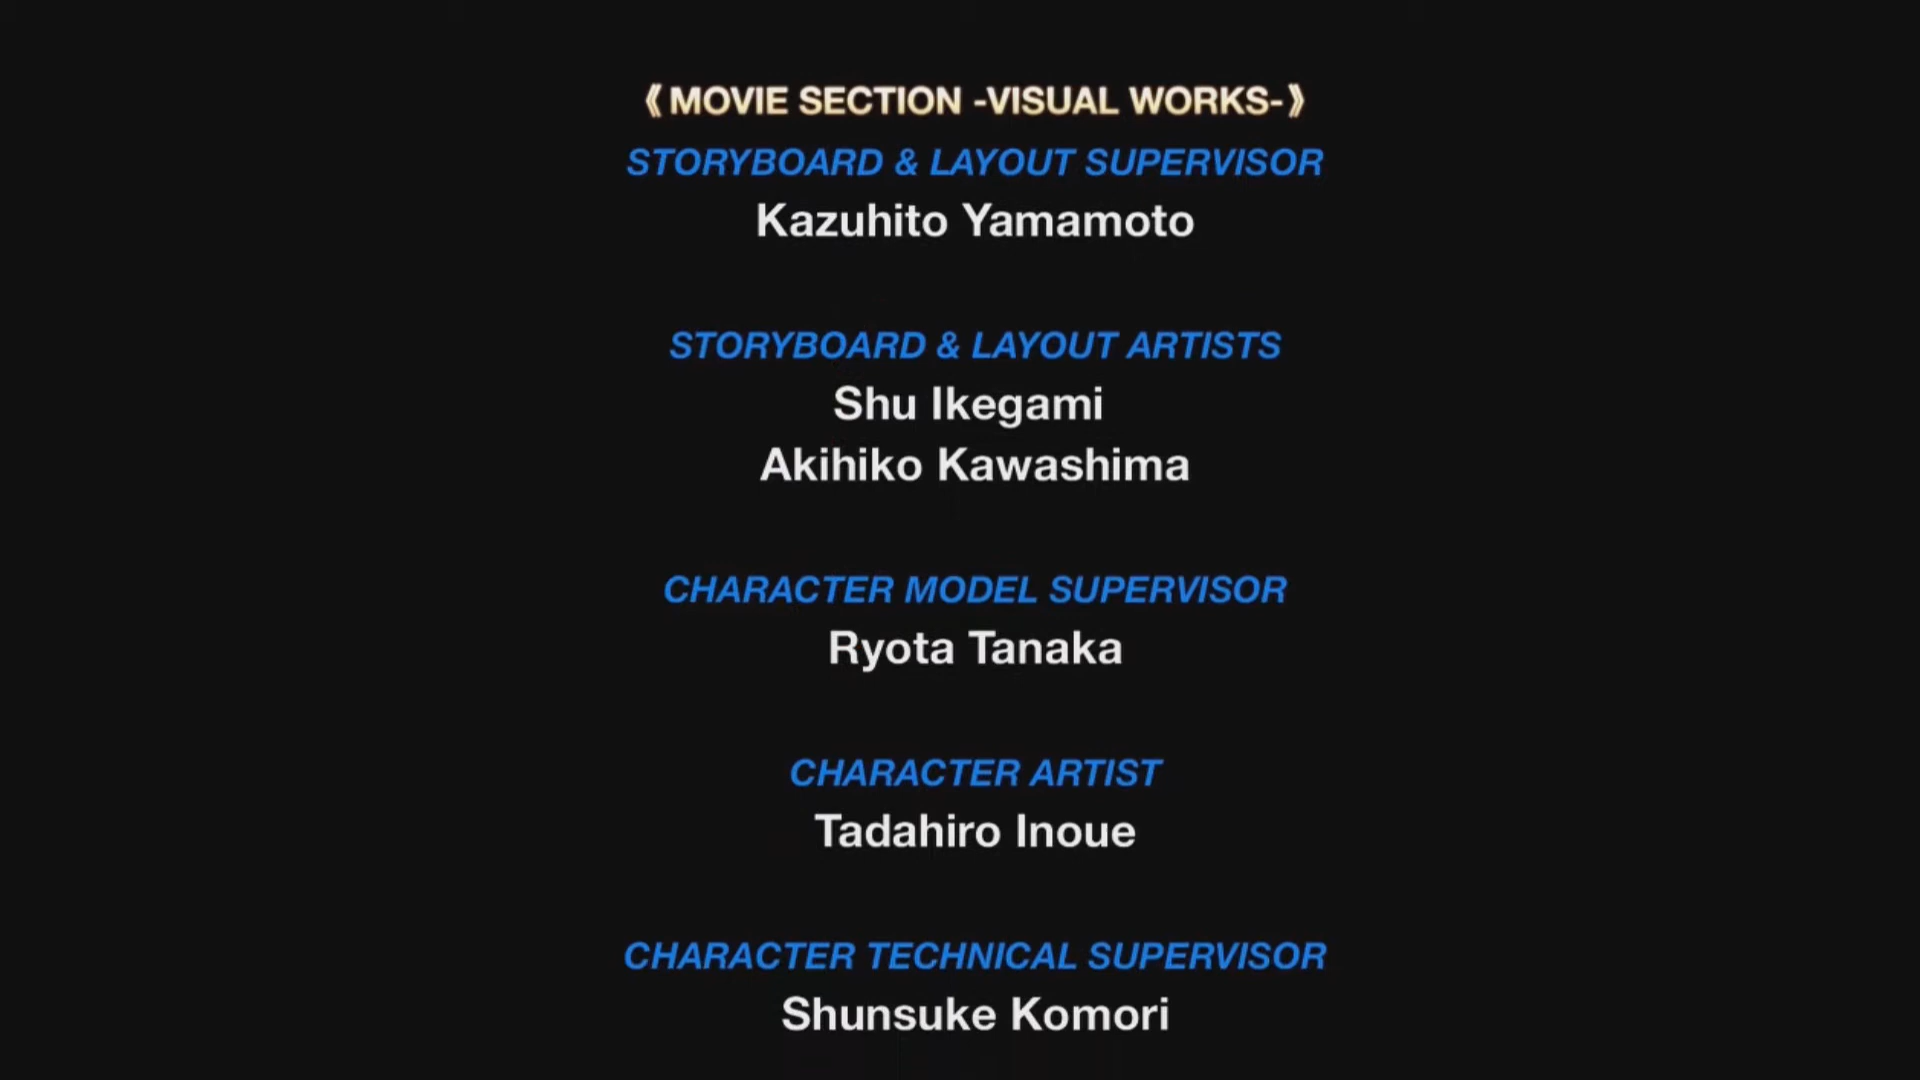 《MOVIE SECTION -VISUAL WORKS-》
STORYBOARD & LAYOUT SUPERVISOR
Kazuhito Yamamoto
STORYBOARD & LAYOUT ARTISTS
Shu Ikegami
Akihiko Kawashima
CHARACTER MODEL SUPERVISOR
Ryota Tanaka
CHARACTER ARTIST
Tadahiro Inoue
CHARACTER TECHNICAL SUPERVISOR
Shunsuke Komori